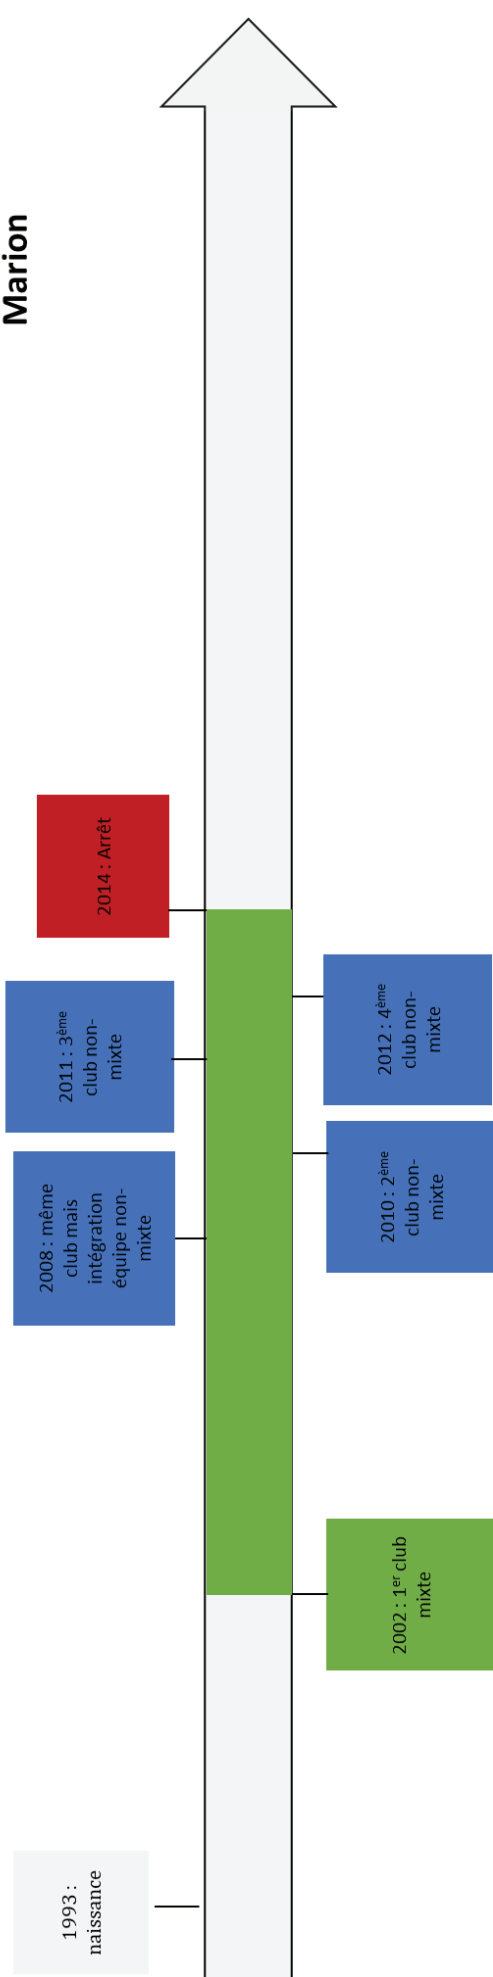 Marion
1993 :
naissance
2002 : 1er club
mixte
2008 : même
club mais
intégration
équipe non-
mixte
2010 : 2ème
club non-
mixte
2011 : 3ème
club non-
mixte
2012 : 4ème
club non-
mixte
2014 : Arrêt